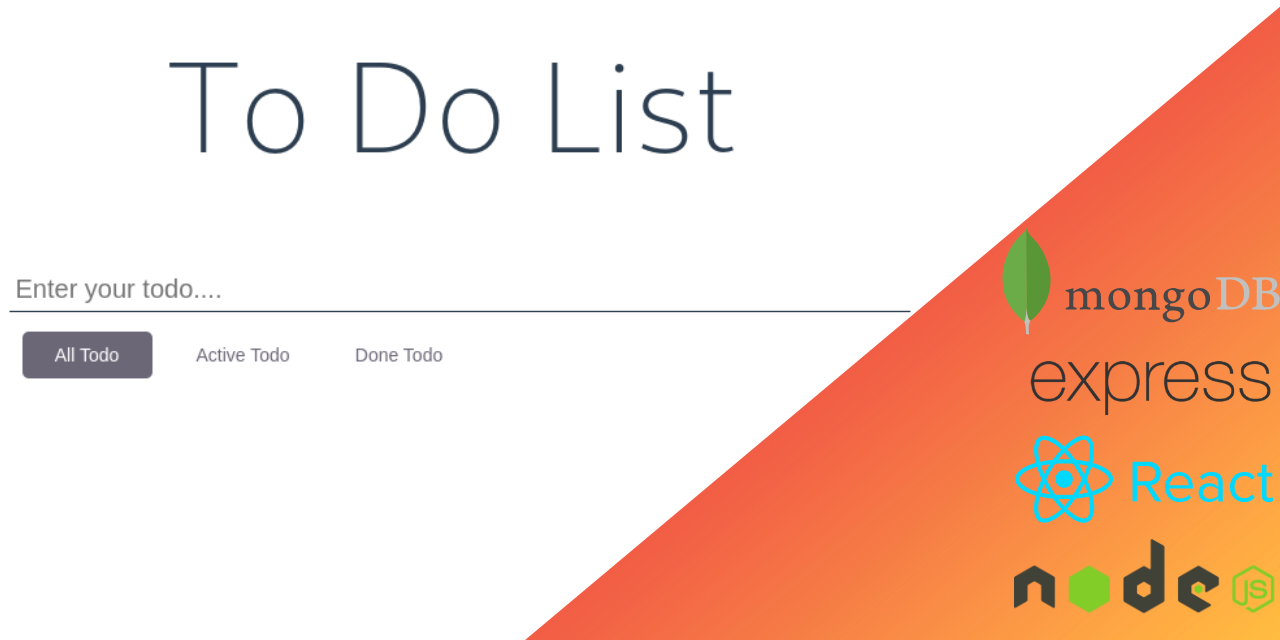 To Do List
Enter your todo....
All Todo Active Todo Done Todo
mongoDB
express
React
node JS